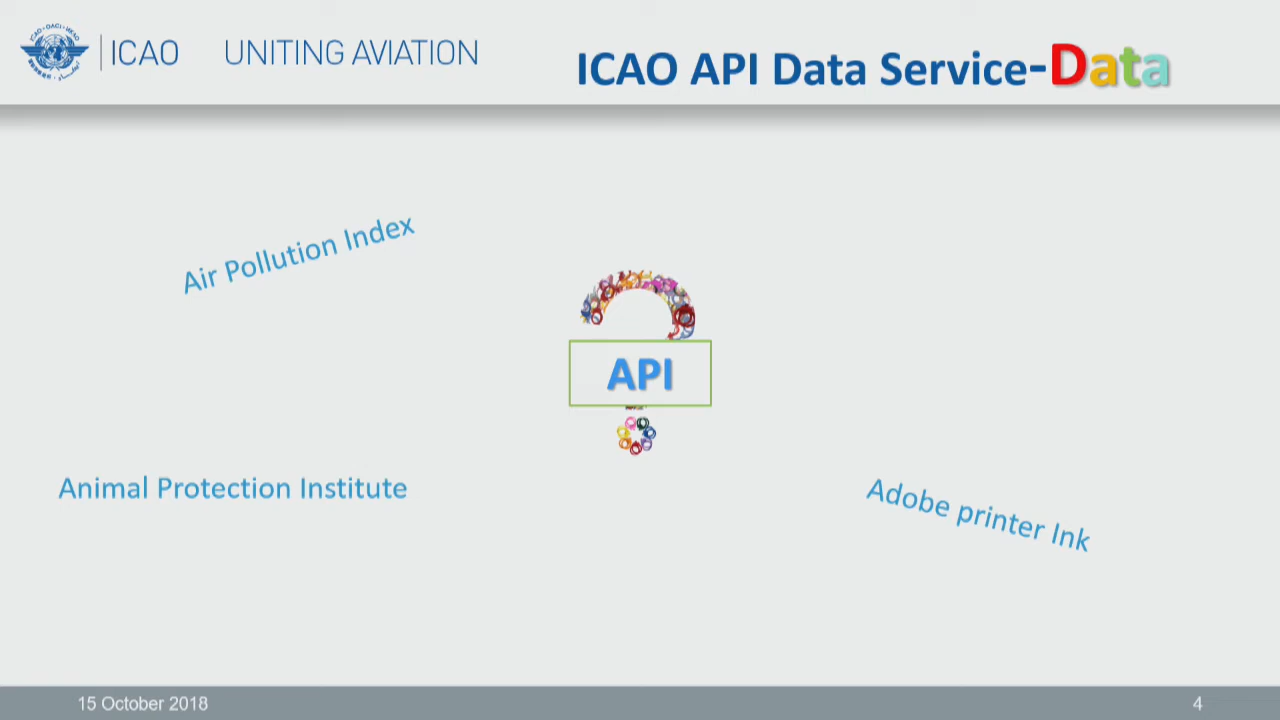 ICAO
UNITING AVIATION
ICAO API Data Service-Data
Air Pollution Index
API
Animal Protection Institute
Adobe printer Ink
15 October 2018
4